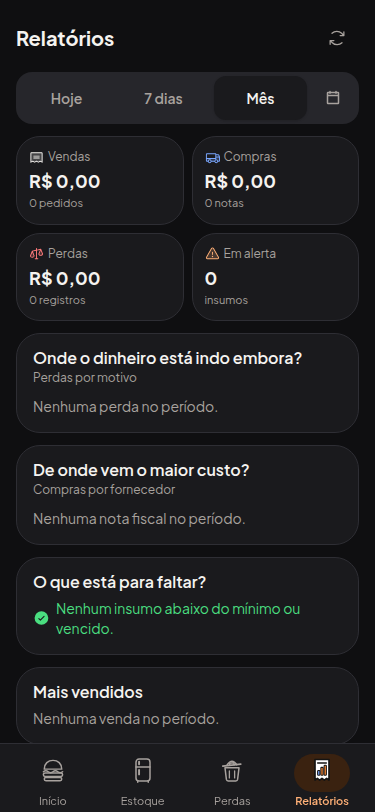 Relatórios
Hoje
7 dias
Mês
Vendas
R$ 0,00
0 pedidos
Compras
R$ 0,00
0 notas
Perdas
R$ 0,00
0 registros
Em alerta
0
insumos
Onde o dinheiro está indo embora?
Perdas por motivo
Nenhuma perda no período.
De onde vem o maior custo?
Compras por fornecedor
Nenhuma nota fiscal no período.
O que está para faltar?
Nenhum insumo abaixo do mínimo ou
vencido.
Mais vendidos
Nenhuma venda no período.
Início
Estoque
Perdas
Relatórios